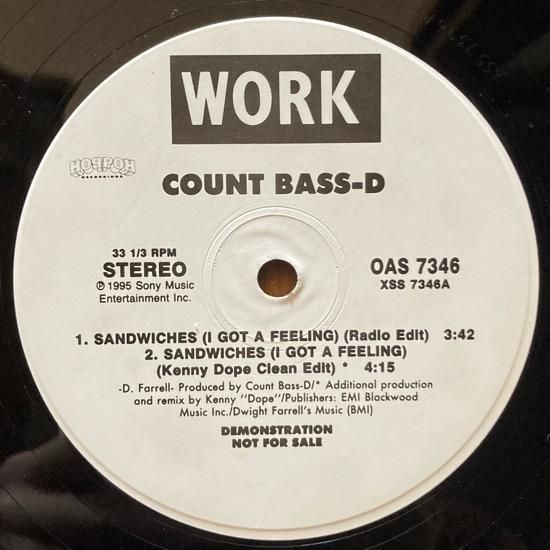 WORK
HOPPOH
RECORDINGS
COUNT BASS-D
33 1/3 RPM
STEREO
℗ 1995 Sony Music
Entertainment Inc.
OAS 7346
XSS 7346A
1. SANDWICHES (I GOT A FEELING) (Radio Edit) 3:42
2. SANDWICHES (I GOT A FEELING)
(Kenny Dope Clean Edit) * 4:15
-D. Farrell- Produced by Count Bass-D/* Additional production
and remix by Kenny "Dope"/Publishers: EMI Blackwood
Music Inc./Dwight Farrell's Music (BMI)
DEMONSTRATION
NOT FOR SALE